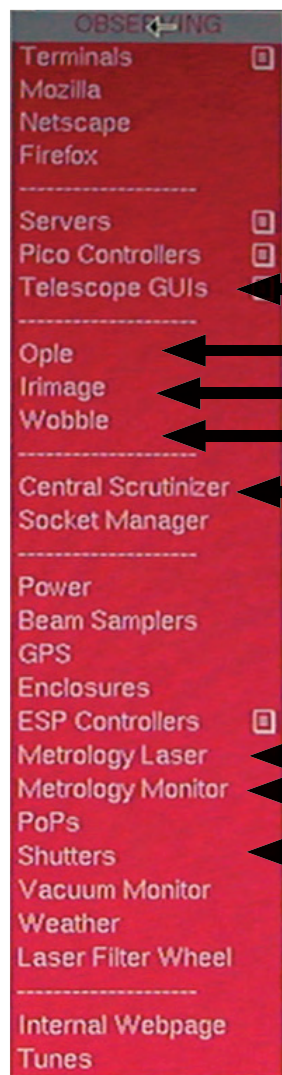 OBSERVING
Terminals
Mozilla
Netscape
Firefox
--------------------
Servers
Pico Controllers
Telescope GUIs
--------------------
Ople
Irimage
Wobble
--------------------
Central Scrutinizer
Socket Manager
--------------------
Power
Beam Samplers
GPS
Enclosures
ESP Controllers
Metrology Laser
Metrology Monitor
PoPs
Shutters
Vacuum Monitor
Weather
Laser Filter Wheel
--------------------
Internal Webpage
Tunes